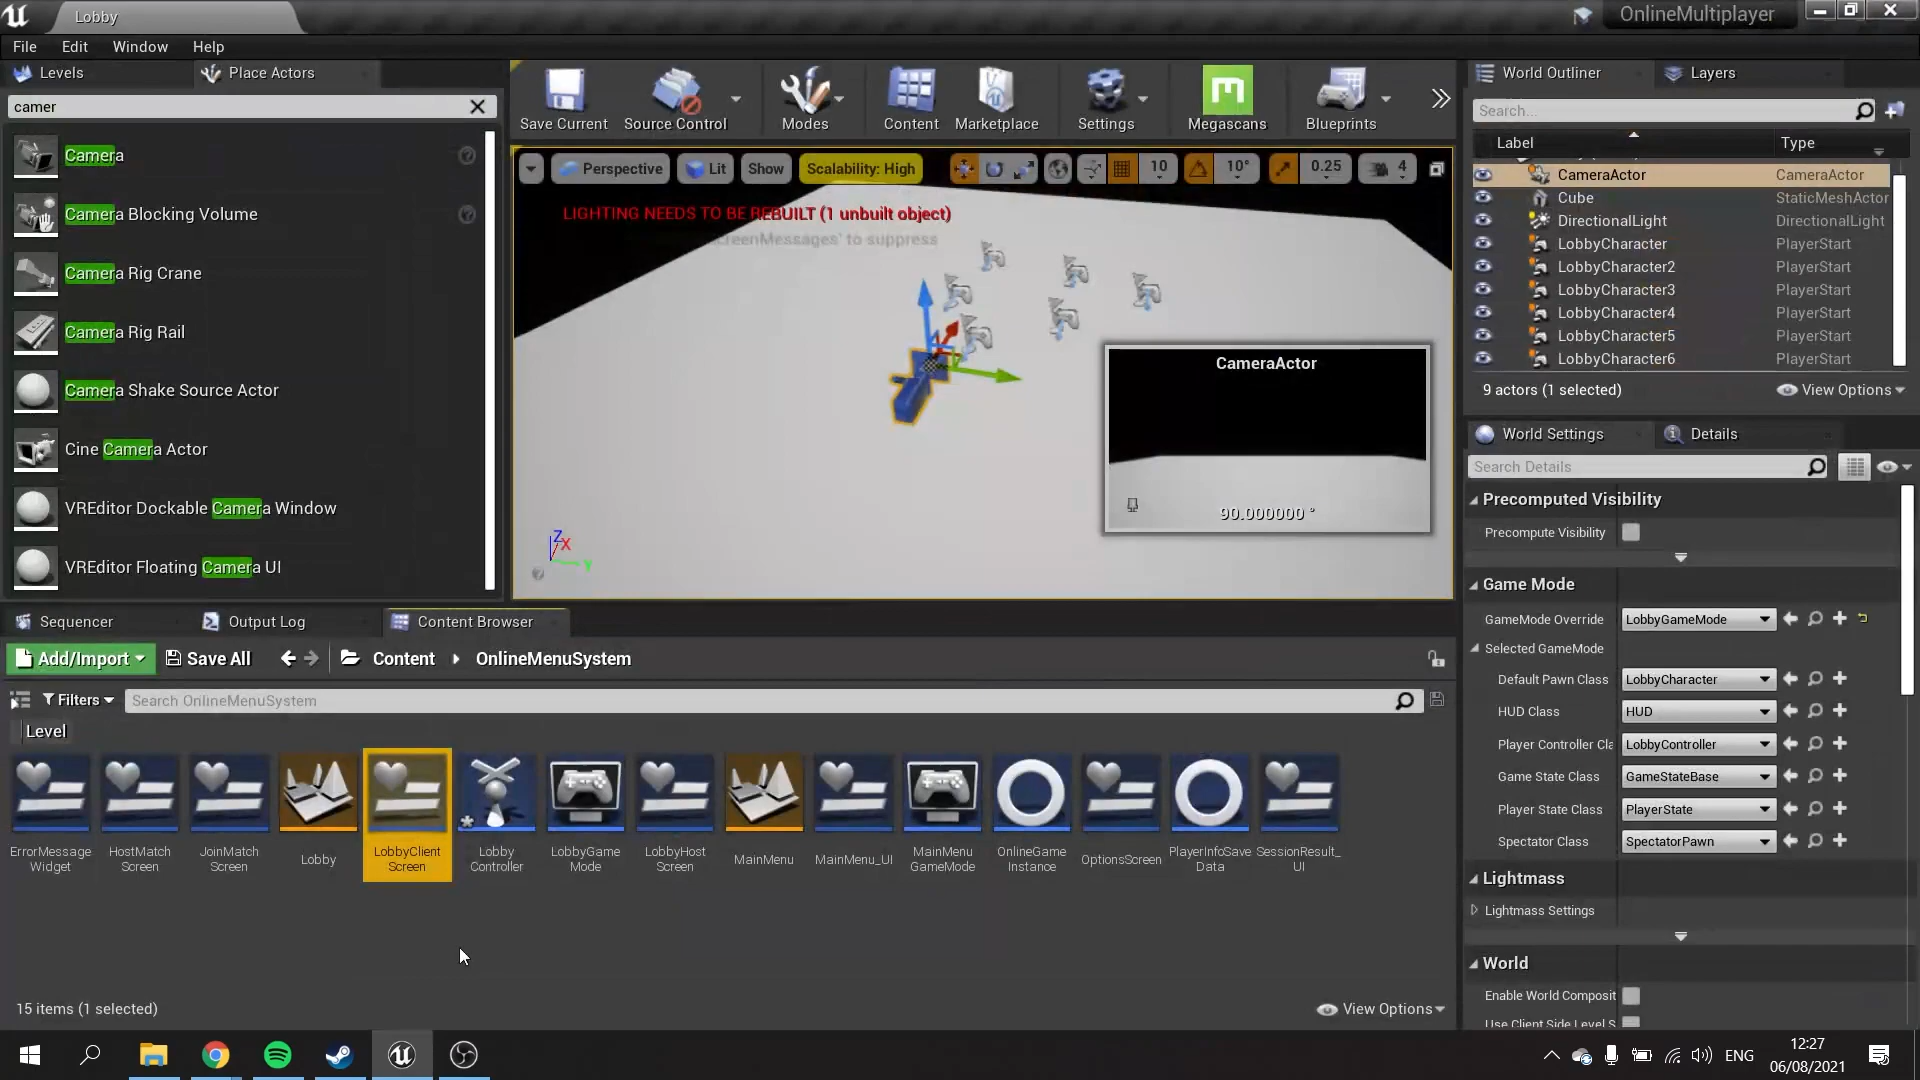 Lobby
OnlineMultiplayer
File Edit Window Help
Levels
Place Actors
camer
Camera
Camera Blocking Volume
Camera Rig Crane
Camera Rig Rail
Camera Shake Source Actor
Cine Camera Actor
VREditor Dockable Camera Window
VREditor Floating Camera UI
Save Current
Source Control
Modes
Content
Marketplace
Settings
Megascans
Blueprints
Perspective
Lit
Show
Scalability: High
10
10°
0.25
4
LIGHTING NEEDS TO BE REBUILT (1 unbuilt object)
ScreenMessages' to suppress
CameraActor
90.000000 °
Z
X
Y
World Outliner
Layers
Search...
Label
Type
CameraActor CameraActor
Cube StaticMeshActor
DirectionalLight DirectionalLight
LobbyCharacter PlayerStart
LobbyCharacter2 PlayerStart
LobbyCharacter3 PlayerStart
LobbyCharacter4 PlayerStart
LobbyCharacter5 PlayerStart
LobbyCharacter6 PlayerStart
9 actors (1 selected)
View Options
World Settings
Details
Search Details
Precomputed Visibility
Precompute Visibility
Game Mode
GameMode Override LobbyGameMode
Selected GameMode
Default Pawn Class LobbyCharacter
HUD Class HUD
Player Controller Cla LobbyController
Game State Class GameStateBase
Player State Class PlayerState
Spectator Class SpectatorPawn
Lightmass
Lightmass Settings
World
Enable World Composit
Use Client Side Level S
Sequencer
Output Log
Content Browser
Add/Import
Save All
Content
OnlineMenuSystem
Filters
Search OnlineMenuSystem
Level
ErrorMessage
Widget
HostMatch
Screen
JoinMatch
Screen
Lobby
LobbyClient
Screen
Lobby
Controller
LobbyGame
Mode
LobbyHost
Screen
MainMenu
MainMenu_UI
MainMenu
GameMode
OnlineGame
Instance
OptionsScreen
PlayerInfoSave
Data
SessionResult_
UI
15 items (1 selected)
View Options
ENG
12:27
06/08/2021